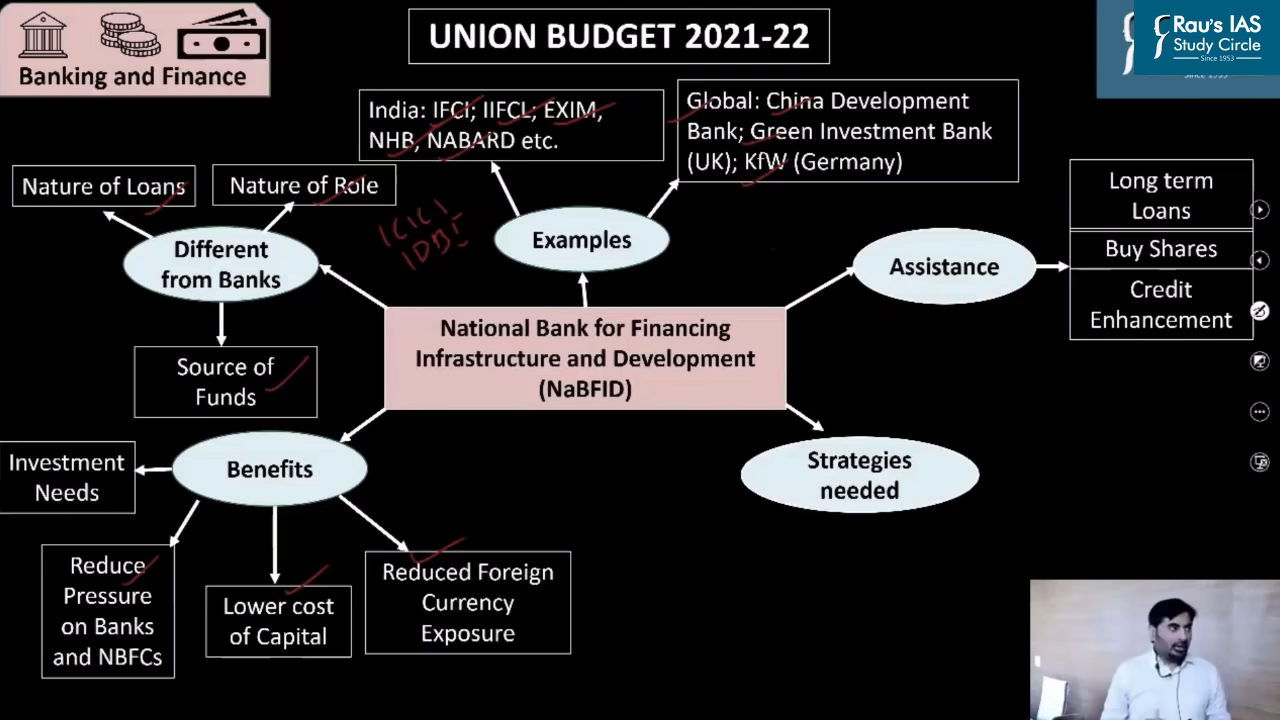 Banking and Finance
UNION BUDGET 2021-22
Rau's IAS
Study Circle
Since 1953
India: IFCI; IIFCL; EXIM,
NHB, NABARD etc.
Global: China Development
Bank; Green Investment Bank
(UK); KfW (Germany)
Nature of Loans
Nature of Role
ICICI
IDBI
Different
from Banks
Examples
Assistance
Long term
Loans
Buy Shares
Credit
Enhancement
National Bank for Financing
Infrastructure and Development
(NaBFID)
Source of
Funds
Benefits
Investment
Needs
Strategies
needed
Reduce
Pressure
on Banks
and NBFCs
Lower cost
of Capital
Reduced Foreign
Currency
Exposure